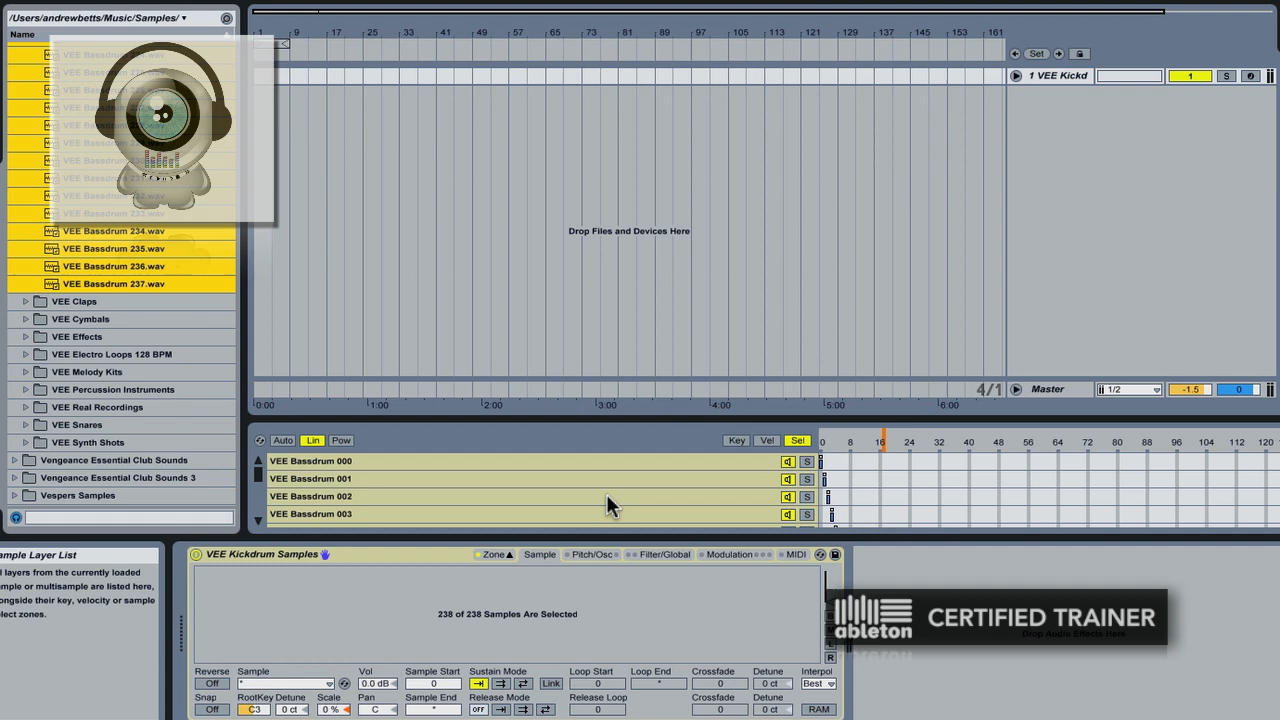 /Users/andrewbetts/Music/Samples/
Name
VEE Bassdrum 234.wav
VEE Bassdrum 235.wav
VEE Bassdrum 236.wav
VEE Bassdrum 237.wav
VEE Claps
VEE Cymbals
VEE Effects
VEE Electro Loops 128 BPM
VEE Melody Kits
VEE Percussion Instruments
VEE Real Recordings
VEE Snares
VEE Synth Shots
Vengeance Essential Club Sounds
Vengeance Essential Club Sounds 3
Vespers Samples
1 9 17 25 33 41 49 57 65 73 81 89 97 105 113 121 129 137 145 153 161
Set
1 VEE Kickd 1 S
Drop Files and Devices Here
4/1 Master 1/2 -1.5 0
0:00 1:00 2:00 3:00 4:00 5:00 6:00
Auto Lin Pow Key Vel Sel
0 8 16 24 32 40 48 56 64 72 80 88 96 104 112 120
VEE Bassdrum 000 S
VEE Bassdrum 001 S
VEE Bassdrum 002 S
VEE Bassdrum 003 S
ample Layer List
l layers from the currently loaded
mple or multisample are listed here,
ongside their key, velocity or sample
elect zones.
VEE Kickdrum Samples Zone Sample Pitch/Osc Filter/Global Modulation MIDI
238 of 238 Samples Are Selected
R
Reverse Sample Vol Sample Start Sustain Mode Loop Start Loop End Crossfade Detune Interpol
Off * 0.0 dB 0 Link 0 * 0 0 ct Best
Snap RootKey Detune Scale Pan Sample End Release Mode Release Loop Crossfade Detune
Off C3 0 ct 0 % C * OFF 0 0 0 ct RAM
ableton CERTIFIED TRAINER
Drop Audio Effects Here